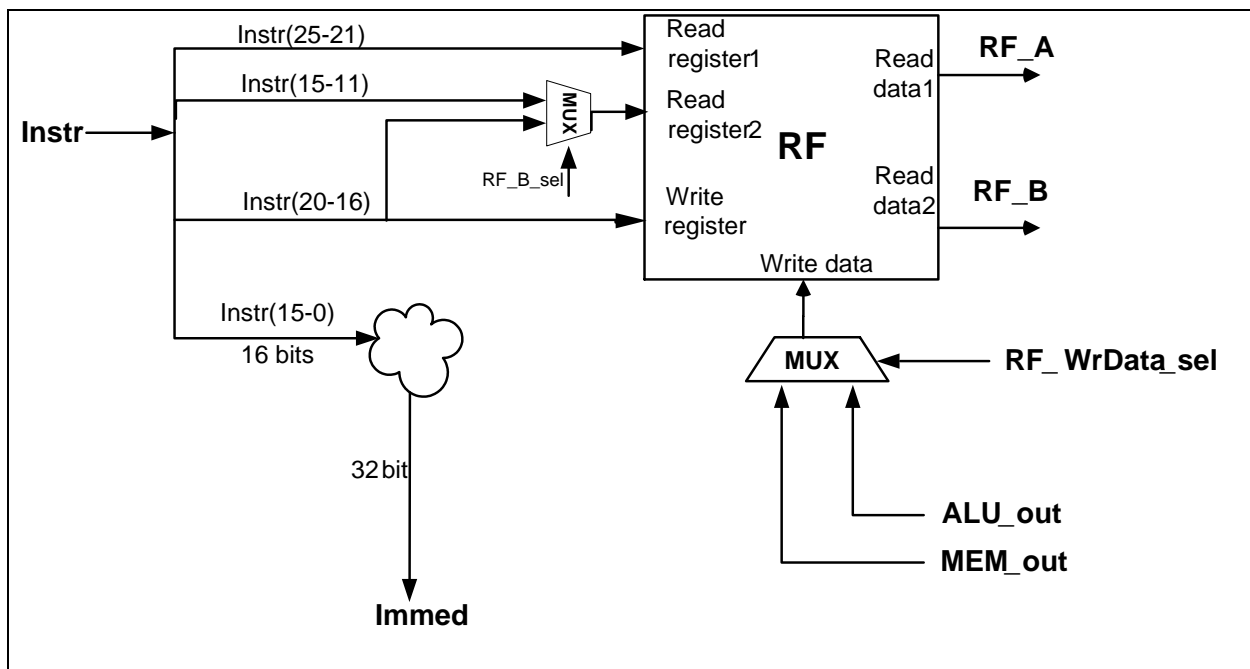 Instr(25-21)
Read
register1
Read
data1
RF_A
Instr(15-11)
MUX
Read
register2
Instr
RF
RF_B_sel
Instr(20-16)
Write
register
Read
data2
RF_B
Write data
Instr(15-0)
16 bits
MUX
RF_ WrData_sel
32 bit
ALU_out
MEM_out
Immed